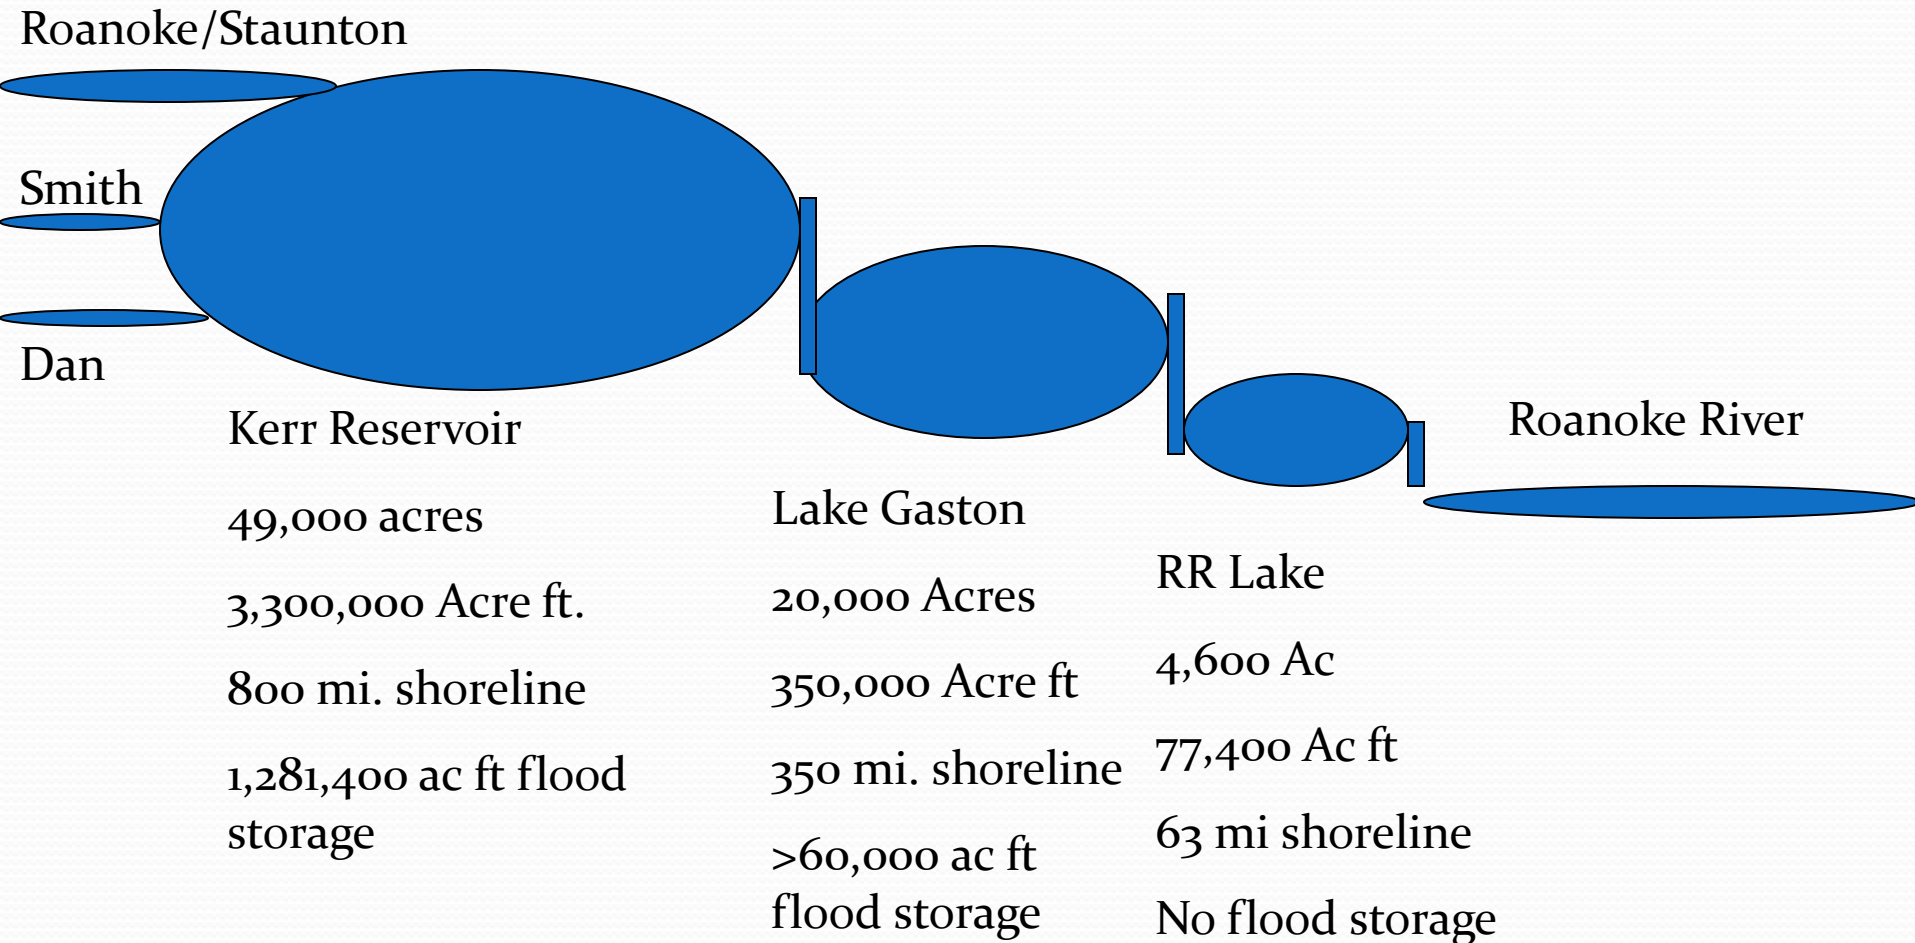 Roanoke/Staunton
Smith
Dan
Kerr Reservoir
49,000 acres
3,300,000 Acre ft.
800 mi. shoreline
1,281,400 ac ft flood
storage
Lake Gaston
20,000 Acres
350,000 Acre ft
350 mi. shoreline
>60,000 ac ft
flood storage
RR Lake
4,600 Ac
77,400 Ac ft
63 mi shoreline
No flood storage
Roanoke River